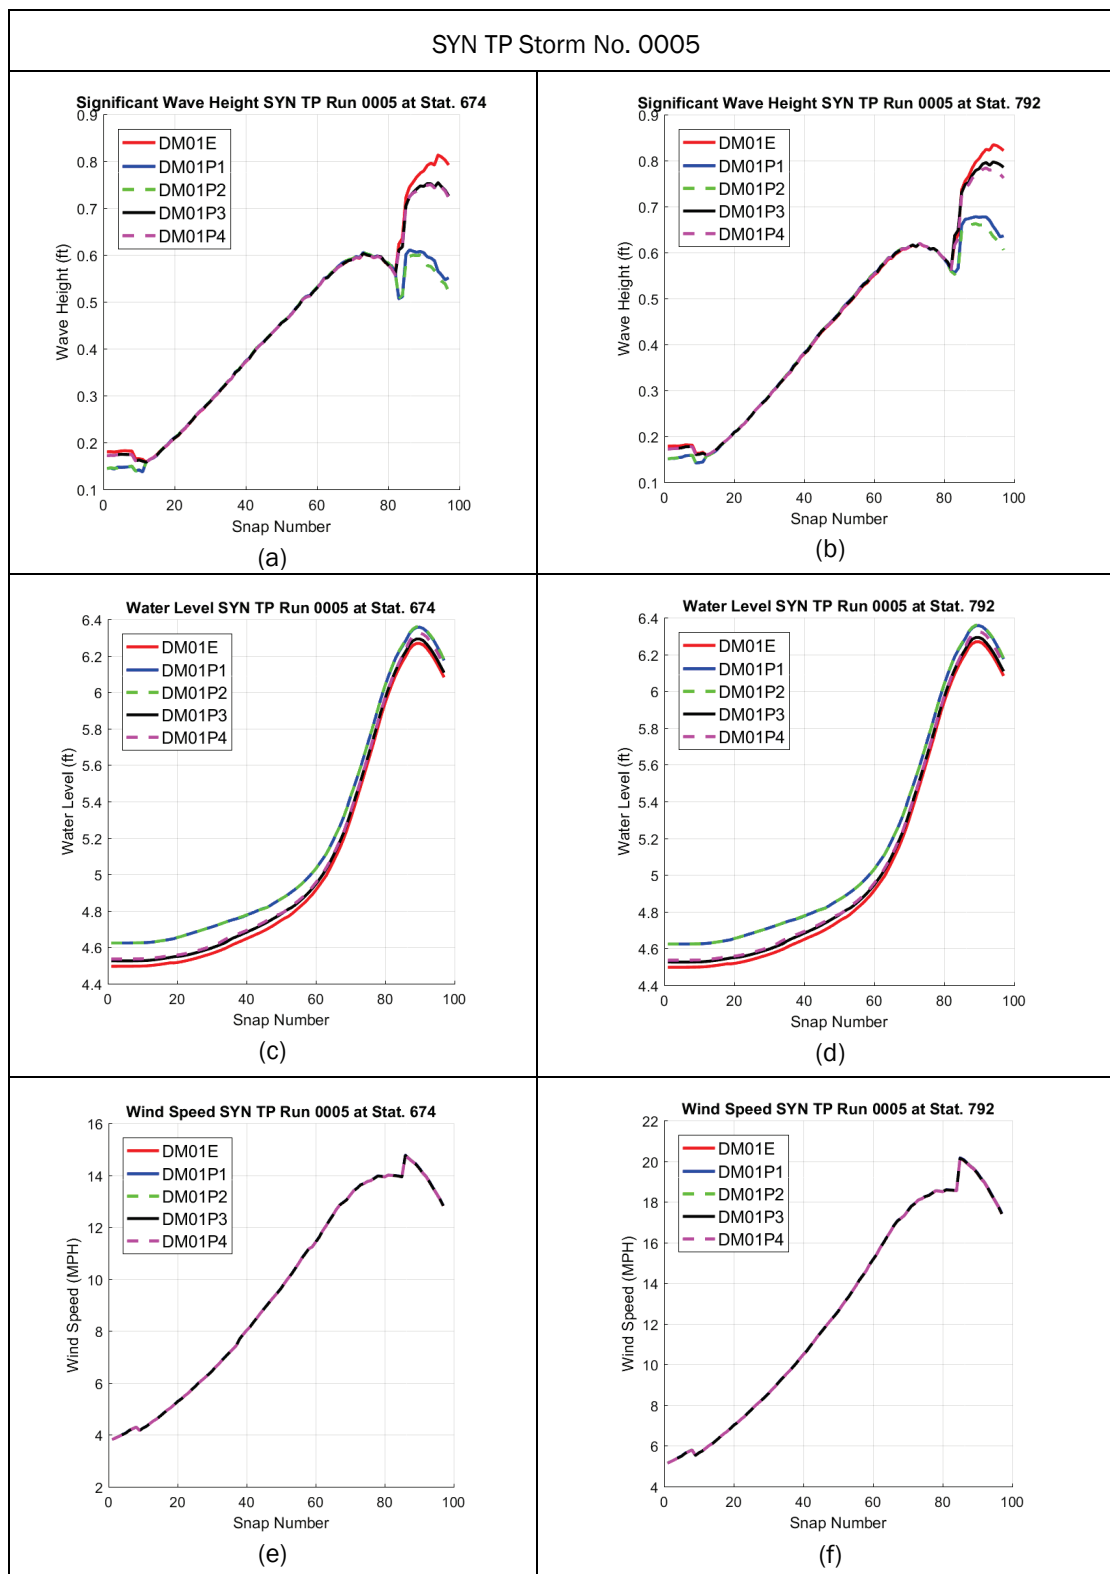 SYN TP Storm No. 0005
Significant Wave Height SYN TP Run 0005 at Stat. 674
0.9
0.8
0.7
0.6
0.5
0.4
0.3
0.2
0.1
Wave Height (ft)
DM01E
DM01P1
DM01P2
DM01P3
DM01P4
0 20 40 60 80 100
Snap Number
(a)
Significant Wave Height SYN TP Run 0005 at Stat. 792
0.9
0.8
0.7
0.6
0.5
0.4
0.3
0.2
0.1
Wave Height (ft)
DM01E
DM01P1
DM01P2
DM01P3
DM01P4
0 20 40 60 80 100
Snap Number
(b)
Water Level SYN TP Run 0005 at Stat. 674
6.4
6.2
6
5.8
5.6
5.4
5.2
5
4.8
4.6
4.4
Water Level (ft)
DM01E
DM01P1
DM01P2
DM01P3
DM01P4
0 20 40 60 80 100
Snap Number
(c)
Water Level SYN TP Run 0005 at Stat. 792
6.4
6.2
6
5.8
5.6
5.4
5.2
5
4.8
4.6
4.4
Water Level (ft)
DM01E
DM01P1
DM01P2
DM01P3
DM01P4
0 20 40 60 80 100
Snap Number
(d)
Wind Speed SYN TP Run 0005 at Stat. 674
16
14
12
10
8
6
4
2
Wind Speed (MPH)
DM01E
DM01P1
DM01P2
DM01P3
DM01P4
0 20 40 60 80 100
Snap Number
(e)
Wind Speed SYN TP Run 0005 at Stat. 792
22
20
18
16
14
12
10
8
6
4
Wind Speed (MPH)
DM01E
DM01P1
DM01P2
DM01P3
DM01P4
0 20 40 60 80 100
Snap Number
(f)